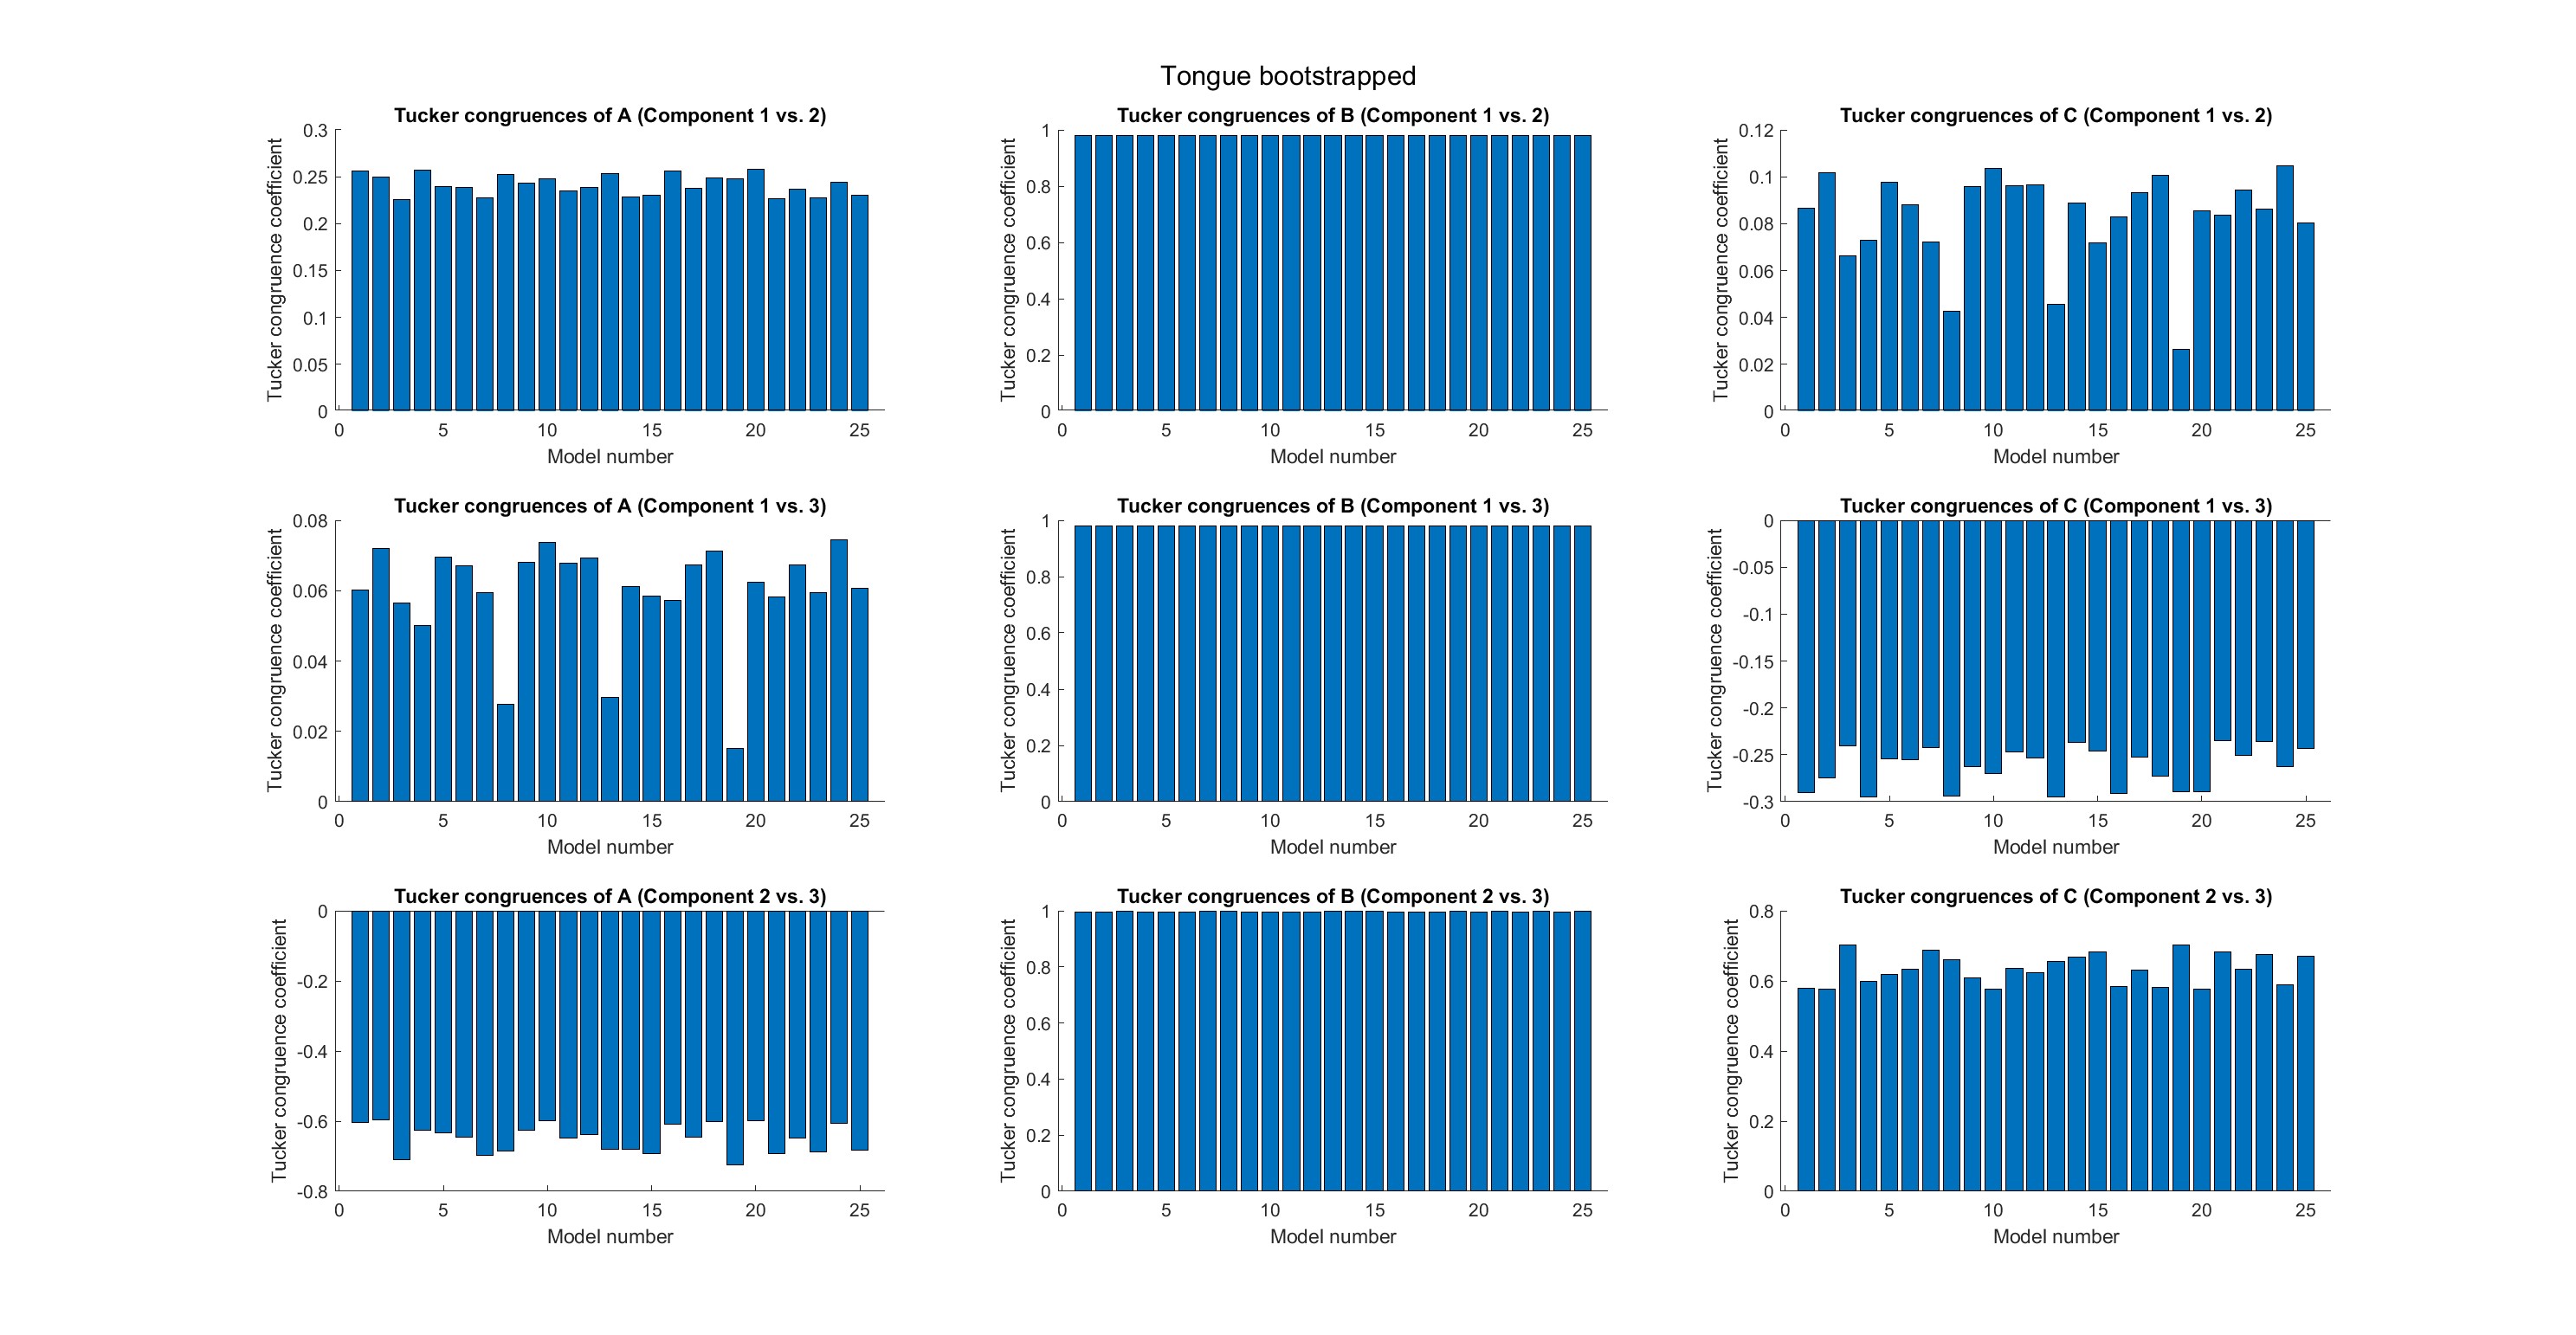 Tongue bootstrapped
Tucker congruences of A (Component 1 vs. 2)
Tucker congruence coefficient
0.3
0.25
0.2
0.15
0.1
0.05
0
0 5 10 15 20 25
Model number
Tucker congruences of B (Component 1 vs. 2)
Tucker congruence coefficient
1
0.8
0.6
0.4
0.2
0
0 5 10 15 20 25
Model number
Tucker congruences of C (Component 1 vs. 2)
Tucker congruence coefficient
0.12
0.1
0.08
0.06
0.04
0.02
0
0 5 10 15 20 25
Model number
Tucker congruences of A (Component 1 vs. 3)
Tucker congruence coefficient
0.08
0.06
0.04
0.02
0
0 5 10 15 20 25
Model number
Tucker congruences of B (Component 1 vs. 3)
Tucker congruence coefficient
1
0.8
0.6
0.4
0.2
0
0 5 10 15 20 25
Model number
Tucker congruences of C (Component 1 vs. 3)
Tucker congruence coefficient
0
-0.05
-0.1
-0.15
-0.2
-0.25
-0.3
0 5 10 15 20 25
Model number
Tucker congruences of A (Component 2 vs. 3)
Tucker congruence coefficient
0
-0.2
-0.4
-0.6
-0.8
0 5 10 15 20 25
Model number
Tucker congruences of B (Component 2 vs. 3)
Tucker congruence coefficient
1
0.8
0.6
0.4
0.2
0
0 5 10 15 20 25
Model number
Tucker congruences of C (Component 2 vs. 3)
Tucker congruence coefficient
0.8
0.6
0.4
0.2
0
0 5 10 15 20 25
Model number